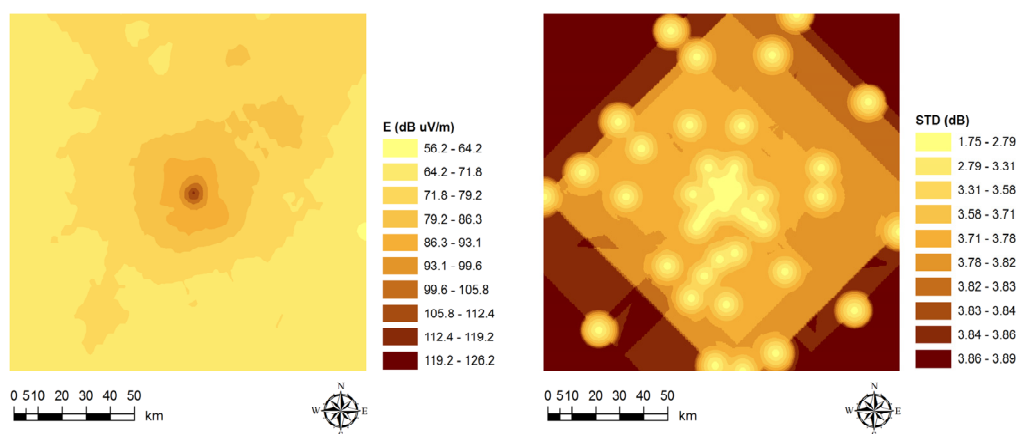 E (dB uV/m)
56.2 - 64.2
64.2 - 71.8
71.8 - 79.2
79.2 - 86.3
86.3 - 93.1
93.1 - 99.6
99.6 - 105.8
105.8 - 112.4
112.4 - 119.2
119.2 - 126.2
0 510 20 30 40 50
km
N
W E
S
STD (dB)
1.75 - 2.79
2.79 - 3.31
3.31 - 3.58
3.58 - 3.71
3.71 - 3.78
3.78 - 3.82
3.82 - 3.83
3.83 - 3.84
3.84 - 3.86
3.86 - 3.89
0 510 20 30 40 50
km
N
W E
S